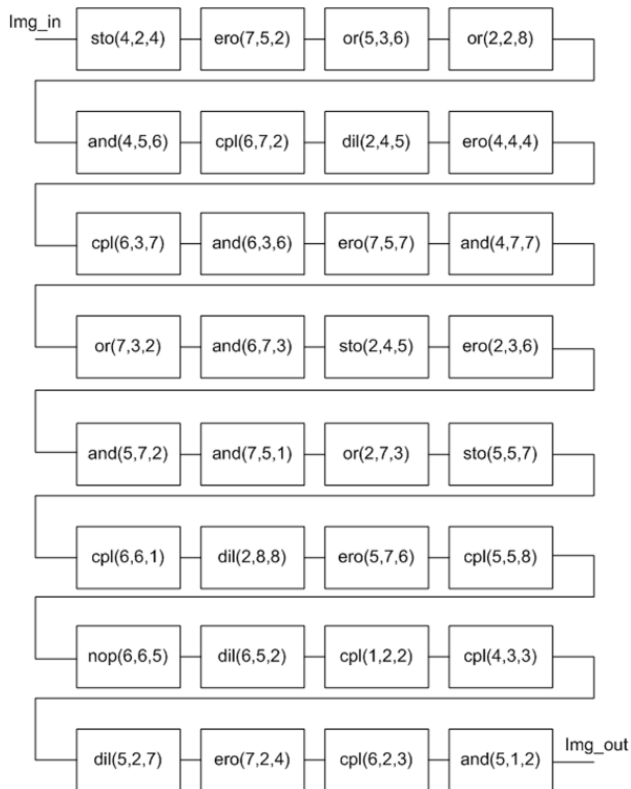 Img_in
sto(4,2,4) ero(7,5,2) or(5,3,6) or(2,2,8)
and(4,5,6) cpl(6,7,2) dil(2,4,5) ero(4,4,4)
cpl(6,3,7) and(6,3,6) ero(7,5,7) and(4,7,7)
or(7,3,2) and(6,7,3) sto(2,4,5) ero(2,3,6)
and(5,7,2) and(7,5,1) or(2,7,3) sto(5,5,7)
cpl(6,6,1) dil(2,8,8) ero(5,7,6) cpl(5,5,8)
nop(6,6,5) dil(6,5,2) cpl(1,2,2) cpl(4,3,3)
dil(5,2,7) ero(7,2,4) cpl(6,2,3) and(5,1,2)
Img_out